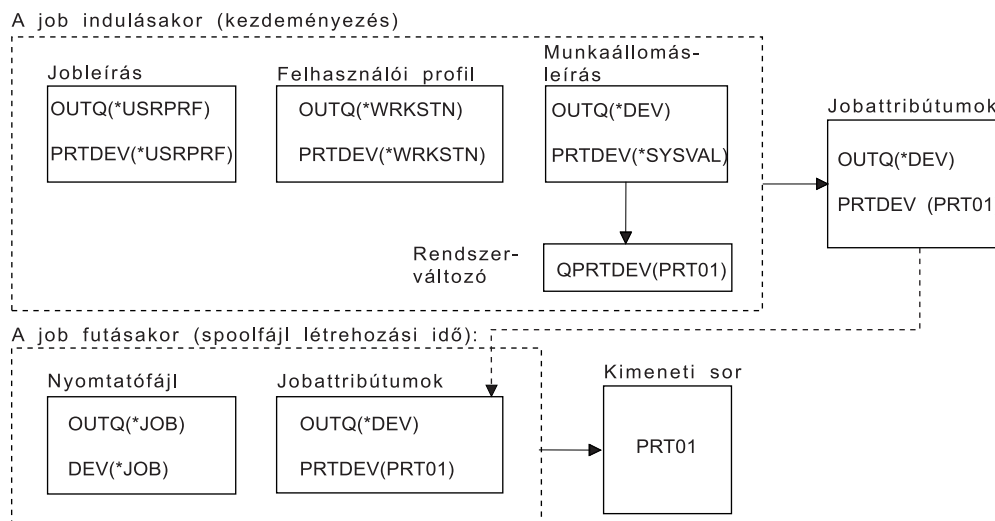 A job indulásakor (kezdeményezés)
Jobleírás
OUTQ(*USRPRF)
PRTDEV(*USRPRF)
Felhasználói profil
OUTQ(*WRKSTN)
PRTDEV(*WRKSTN)
Munkaállomás-
leírás
OUTQ(*DEV)
PRTDEV(*SYSVAL)
Rendszer-
változó
QPRTDEV(PRT01)
Jobattribútumok
OUTQ(*DEV)
PRTDEV (PRT01
A job futásakor (spoolfájl létrehozási idő):
Nyomtatófájl
OUTQ(*JOB)
DEV(*JOB)
Jobattribútumok
OUTQ(*DEV)
PRTDEV(PRT01)
Kimeneti sor
PRT01